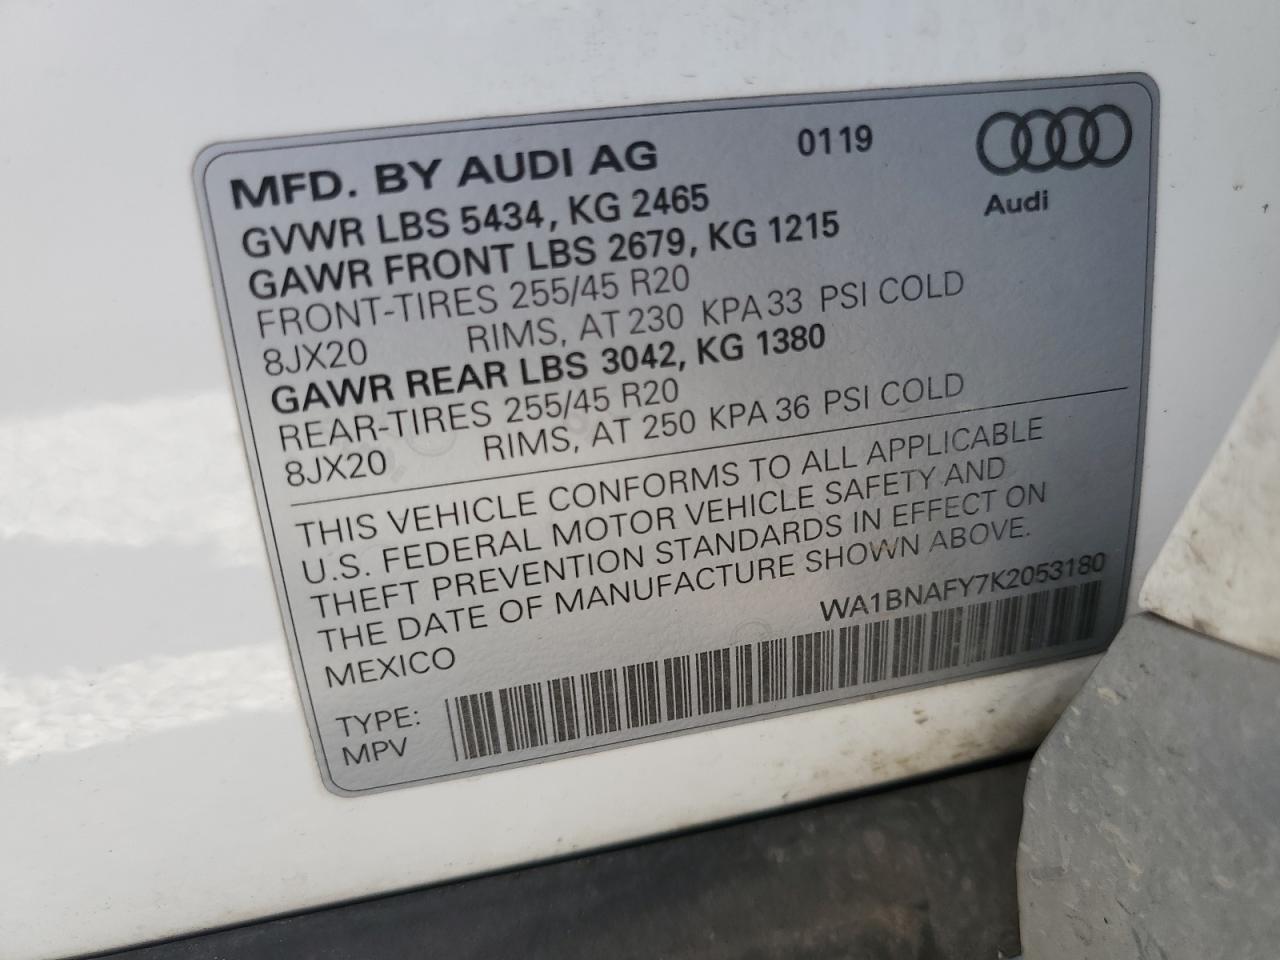 MFD. BY AUDI AG 0119
Audi
GVWR LBS 5434, KG 2465
GAWR FRONT LBS 2679, KG 1215
FRONT-TIRES 255/45 R20
8JX20 RIMS, AT 230 KPA 33 PSI COLD
GAWR REAR LBS 3042, KG 1380
REAR-TIRES 255/45 R20
8JX20 RIMS, AT 250 KPA 36 PSI COLD
THIS VEHICLE CONFORMS TO ALL APPLICABLE
U.S. FEDERAL MOTOR VEHICLE SAFETY AND
THEFT PREVENTION STANDARDS IN EFFECT ON
THE DATE OF MANUFACTURE SHOWN ABOVE.
MEXICO WA1BNAFY7K2053180
TYPE:
MPV